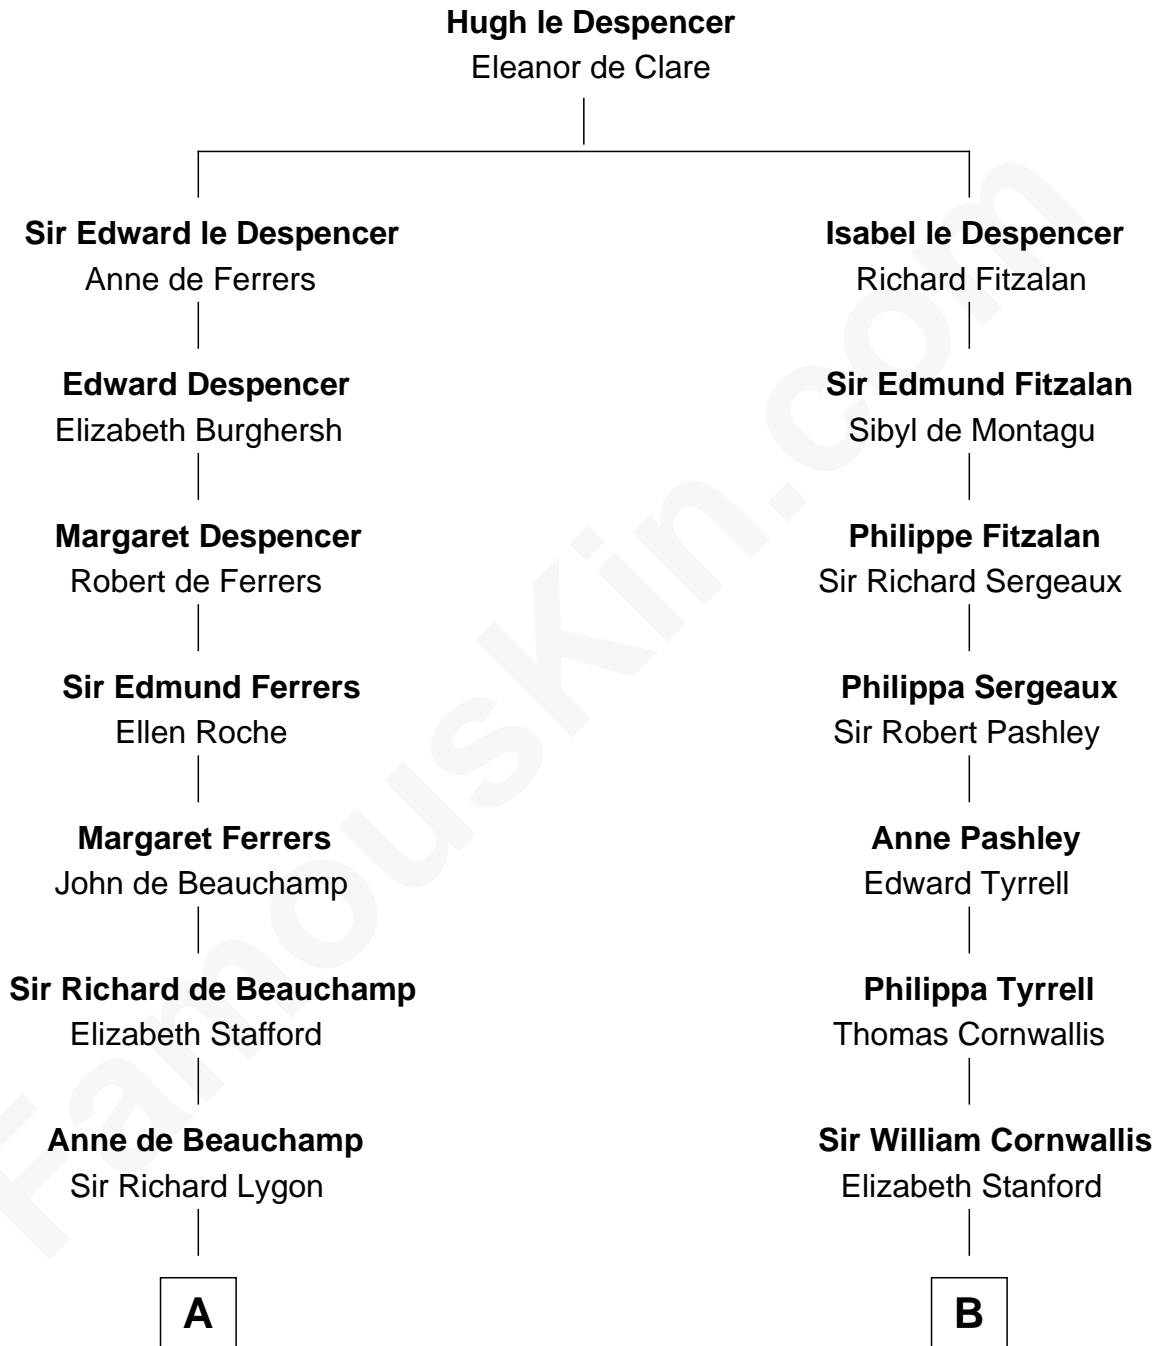 Hugh le Despencer
Eleanor de Clare
Sir Edward le Despencer
Anne de Ferrers
Isabel le Despencer
Richard Fitzalan
Edward Despencer
Elizabeth Burghersh
Sir Edmund Fitzalan
Sibyl de Montagu
Margaret Despencer
Robert de Ferrers
Philippe Fitzalan
Sir Richard Sergeaux
Sir Edmund Ferrers
Ellen Roche
Philippa Sergeaux
Sir Robert Pashley
Margaret Ferrers
John de Beauchamp
Anne Pashley
Edward Tyrrell
Sir Richard de Beauchamp
Elizabeth Stafford
Philippa Tyrrell
Thomas Cornwallis
Anne de Beauchamp
Sir Richard Lygon
Sir William Cornwallis
Elizabeth Stanford
A
B
FamousKin.com